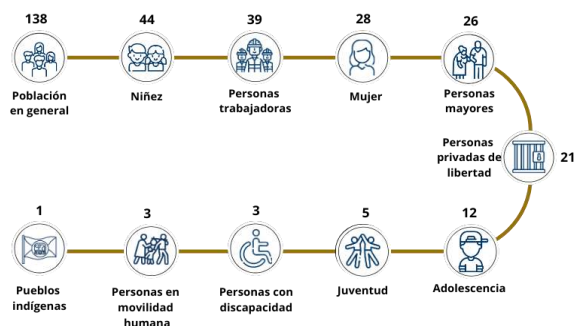 138
44
39
28
26
Población
en general
Niñez
Personas
trabajadoras
Mujer
Personas
mayores
Personas
privadas de
libertad
21
1
3
3
5
12
Pueblos
indígenas
Personas en
movilidad
humana
Personas con
discapacidad
Juventud
Adolescencia